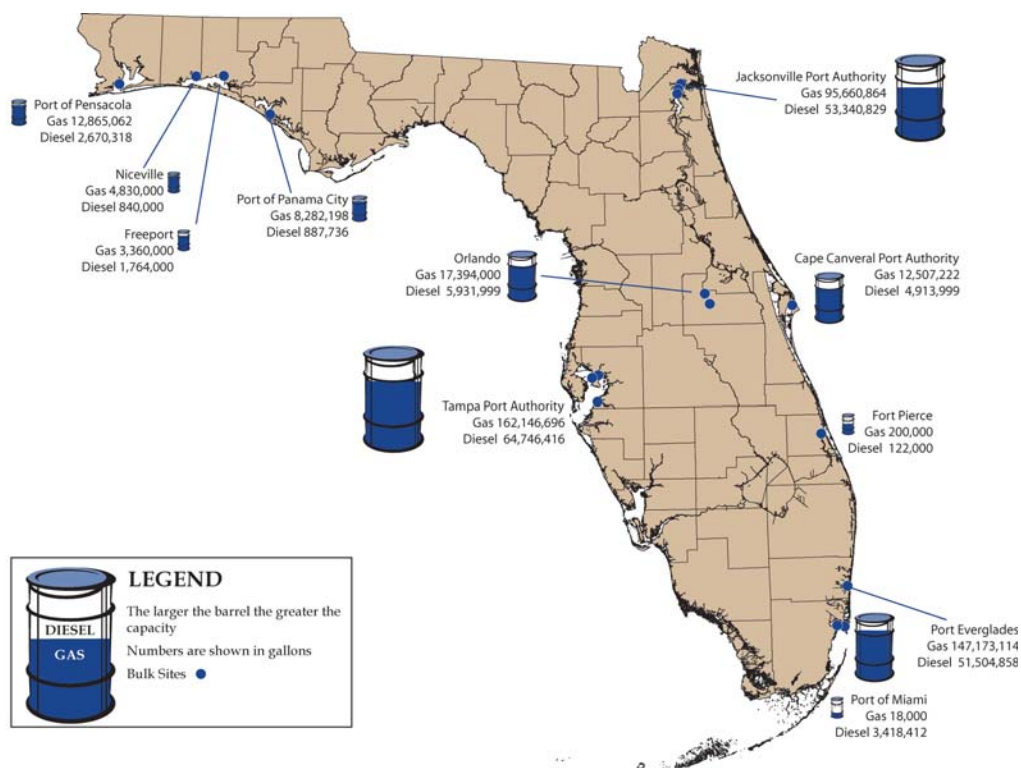 Jacksonville Port Authority
Gas 95,660,864
Diesel 53,340,829
Port of Pensacola
Gas 12,865,062
Diesel 2,670,318
Niceville
Gas 4,830,000
Diesel 840,000
Port of Panama City
Gas 8,282,198
Diesel 887,736
Freeport
Gas 3,360,000
Diesel 1,764,000
Orlando
Gas 17,394,000
Diesel 5,931,999
Cape Canveral Port Authority
Gas 12,507,222
Diesel 4,913,999
Tampa Port Authority
Gas 162,146,696
Diesel 64,746,416
Fort Pierce
Gas 200,000
Diesel 122,000
LEGEND
The larger the barrel the greater the
capacity
Numbers are shown in gallons
Bulk Sites
DIESEL
GAS
Port Everglades
Gas 147,173,114
Diesel 51,504,858
Port of Miami
Gas 18,000
Diesel 3,418,412